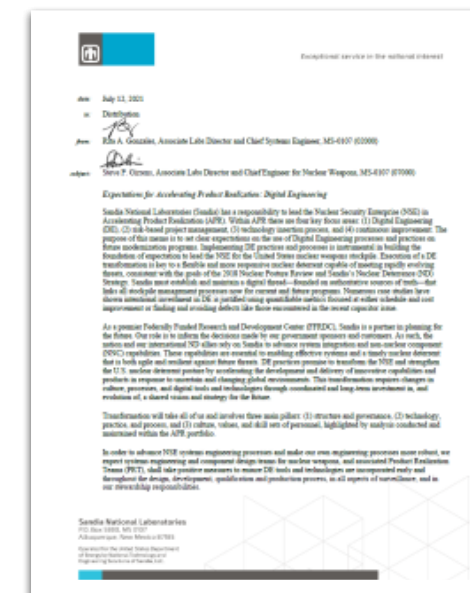 Exceptional service in the national interest
date: July 13, 2021
to: Distribution
from: Rita A. Gonzales, Associate Labs Director and Chief Systems Engineer, MS-0107 (02000)
Steve P. Girrens, Associate Labs Director and Chief Engineer for Nuclear Weapons, MS-0107 (07000)
subject: Expectations for Accelerating Product Realization: Digital Engineering
Sandia National Laboratories (Sandia) has a responsibility to lead the Nuclear Security Enterprise (NSE) in
Accelerating Product Realization (APR). Within APR there are four key focus areas: (1) Digital Engineering
(DE), (2) risk-based project management, (3) technology insertion process, and (4) continuous improvement. The
purpose of this memo is to set clear expectations on the use of Digital Engineering processes and practices on
future modernization programs. Implementing DE practices and processes is instrumental in building the
foundation of expectation to lead the NSE for the United States nuclear weapons stockpile. Execution of a DE
transformation is key to a flexible and more responsive nuclear deterrent capable of meeting rapidly evolving
threats, consistent with the goals of the 2018 Nuclear Posture Review and Sandia's Nuclear Deterrence (ND)
Strategy. Sandia must establish and maintain a digital thread—founded on authoritative sources of truth—that
links all stockpile management processes now for current and future programs. Numerous case studies have
shown intentional investment in DE is justified using quantifiable metrics focused at either schedule and cost
improvement or finding and avoiding defects like those encountered in the recent capacitor issue.
As a premier Federally Funded Research and Development Center (FFRDC), Sandia is a partner in planning for
the future. Our role is to inform the decisions made by our government sponsors and customers. As such, the
nation and our international ND allies rely on Sandia to advance system integration and non-nuclear component
(NNC) capabilities. These capabilities are essential to enabling effective systems and a timely nuclear deterrent
that is both agile and resilient against future threats. DE practices promise to transform the NSE and strengthen
the U.S. nuclear deterrent posture by accelerating the development and delivery of innovative capabilities and
products in response to uncertain and changing global environments. This transformation requires changes in
culture, processes, and digital tools and technologies through coordinated and long-term investment in, and
evolution of, a shared vision and strategy for the future.
Transformation will take all of us and involves three main pillars: (1) structure and governance, (2) technology,
practice, and process, and (3) culture, values, and skill sets of personnel, highlighted by analysis conducted and
maintained within the APR portfolio.
In order to advance NSE systems engineering processes and make our own engineering processes more robust, we
expect systems engineering and component design teams for nuclear weapons, and associated Product Realization
Teams (PRT), shall take positive measures to ensure DE tools and technologies are incorporated early and
throughout the design, development, qualification and production process, in all aspects of surveillance, and in
our stewardship responsibilities.
Sandia National Laboratories
P.O. Box 5800, MS 0107
Albuquerque, New Mexico 87185
Operated for the United States Department
of Energy by National Technology and
Engineering Solutions of Sandia, LLC.